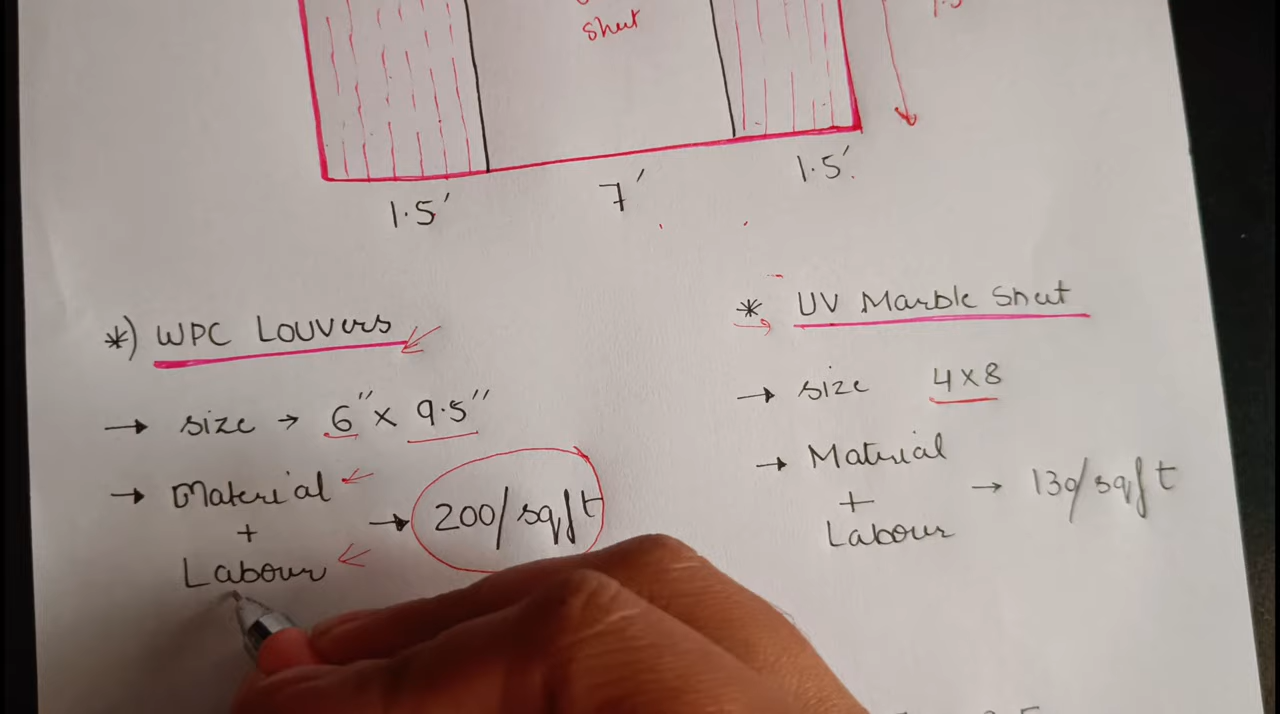 Sheet
1.5'
7'
1.5'
*) WPC Louvers
→ size → 6" x 9.5"
→ Material
+
Labour
→ 200/sqft
* UV Marble Sheet
→ size 4x8
→ Material
+
Labour
→ 130/sqft